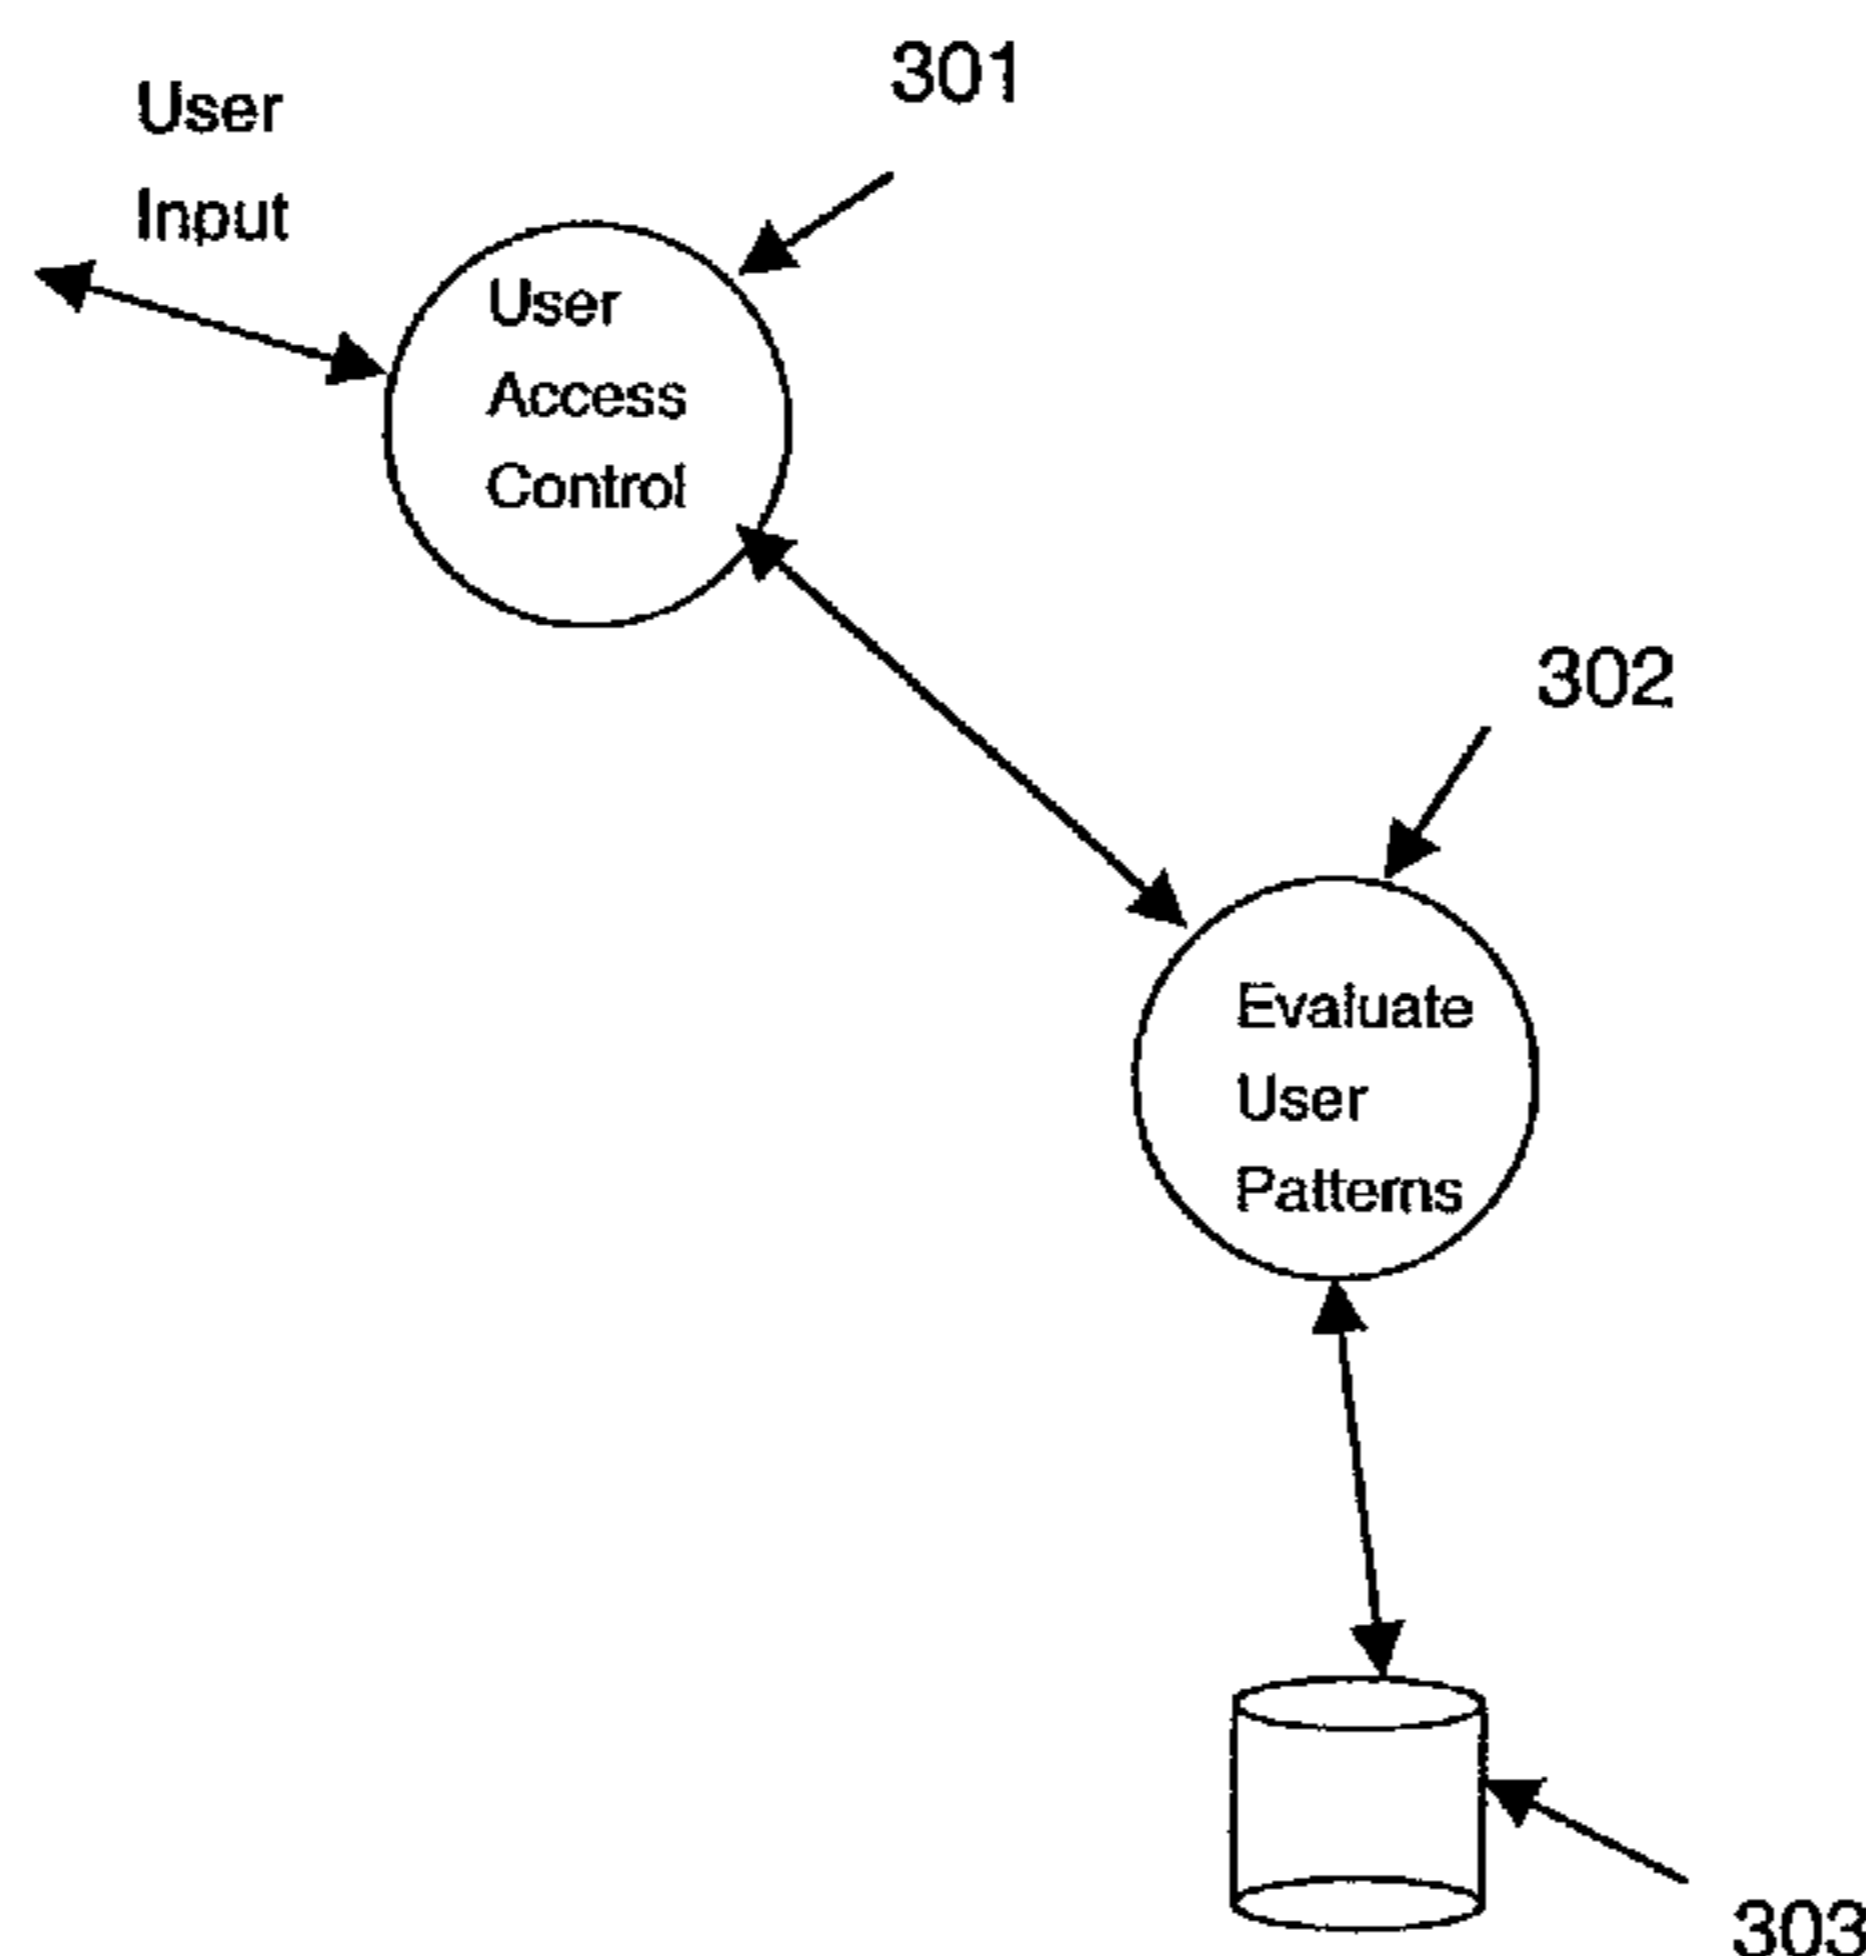 301
User
Input
User
Access
Control
302
Evaluate
User
Patterns
303